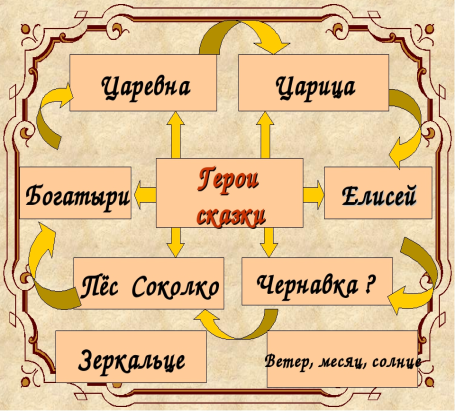 Царевна
Царица
Богатыри
Герои
сказки
Елисей
Пёс Соколко
Чернавка ?
Зеркальце
Ветер, месяц, солнце